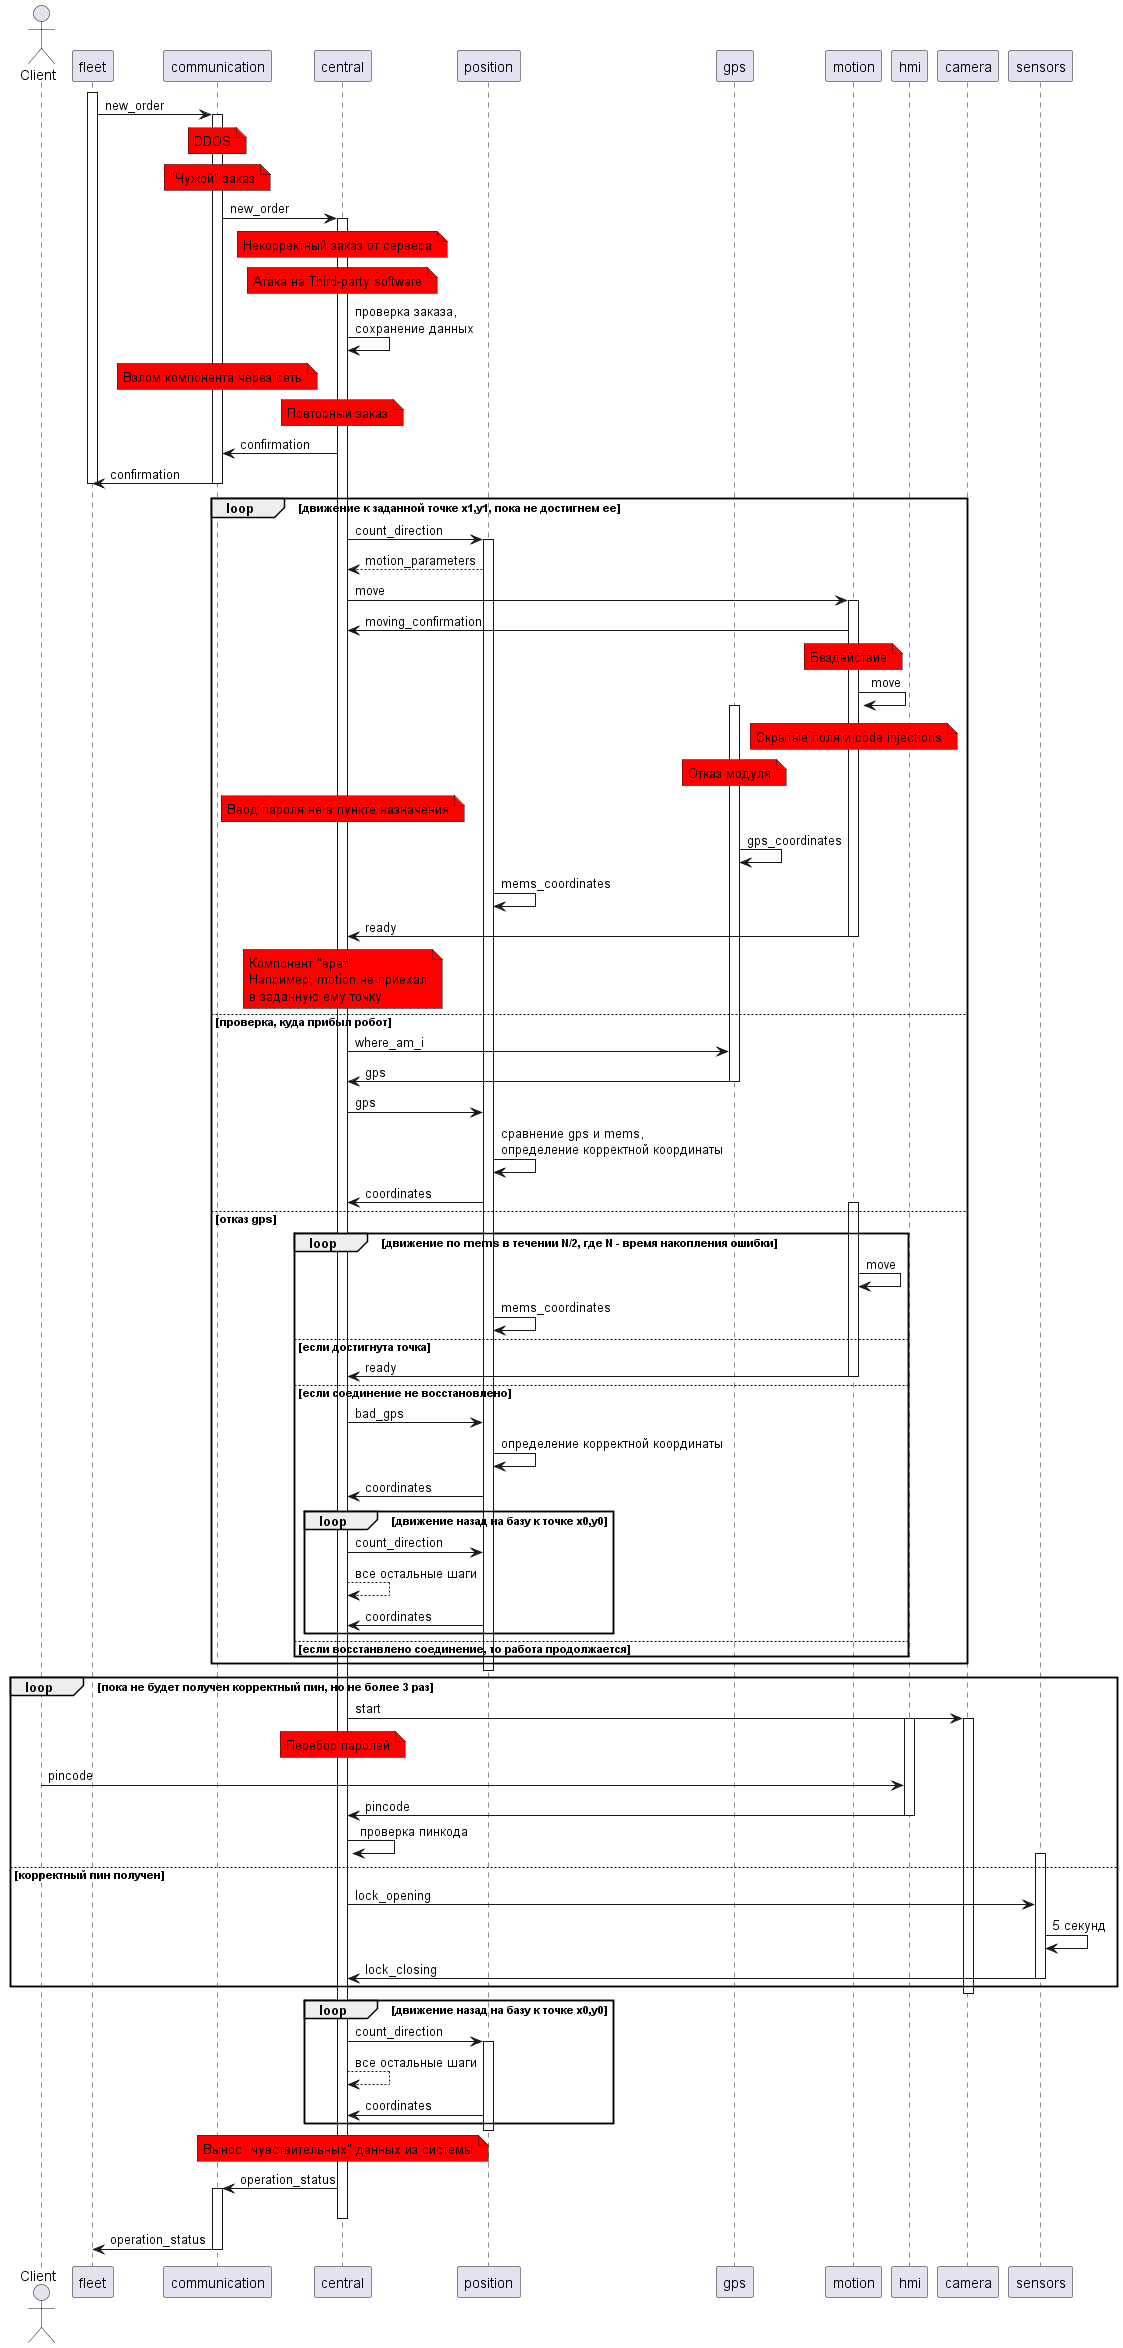 Client
fleet
communication
central
position
gps
motion
hmi
camera
sensors
new_order
DDOS
"Чужой" заказ
new_order
Некорректный заказ от сервера
Атака на Third-party software
проверка заказа,
сохранение данных
Взлом компонента через сеть
Повторный заказ
confirmation
confirmation
loop
[движение к заданной точке x1,y1, пока не достигнем ее]
count_direction
motion_parameters
move
moving_confirmation
Бездействие
move
Скрытые поля и code injections
Отказ модуля
Ввод пароля не в пункте назначения
gps_coordinates
mems_coordinates
ready
Компонент "врет"
Например, motion не приехал
в заданную ему точку
[проверка, куда прибыл робот]
where_am_i
gps
gps
сравнение gps и mems,
определение корректной координаты
coordinates
[отказ gps]
loop
[движение по mems в течении N/2, где N - время накопления ошибки]
move
mems_coordinates
[если достигнута точка]
ready
[если соединение не восстановлено]
bad_gps
определение корректной координаты
coordinates
loop
[движение назад на базу к точке x0,y0]
count_direction
все остальные шаги
coordinates
[если восстанвлено соединение, то работа продолжается]
loop
[пока не будет получен корректный пин, но не более 3 раз]
start
Перебор паролей
pincode
pincode
проверка пинкода
[корректный пин получен]
lock_opening
5 секунд
lock_closing
loop
[движение назад на базу к точке x0,y0]
count_direction
все остальные шаги
coordinates
Вынос "чувствительных" данных из системы
operation_status
operation_status
Client
fleet
communication
central
position
gps
motion
hmi
camera
sensors